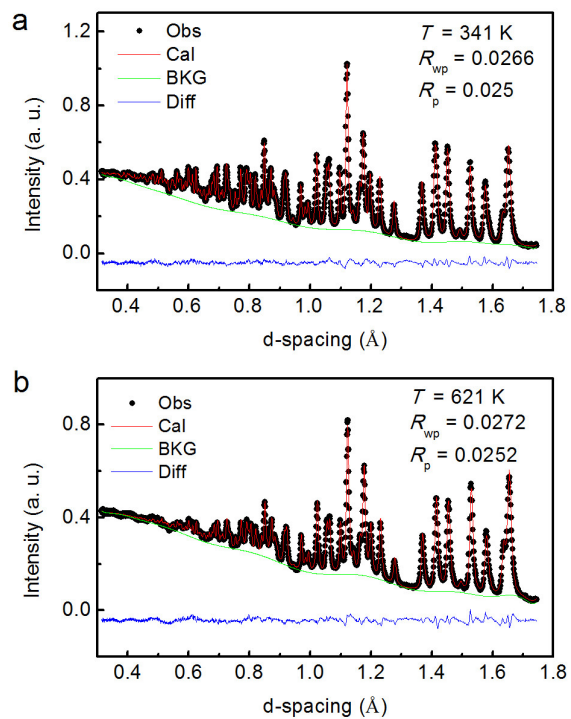 a
Obs
Cal
BKG
Diff
T = 341 K
Rwp = 0.0266
Rp = 0.025
1.2
0.8
0.4
0.0
Intensity (a. u.)
0.4 0.6 0.8 1.0 1.2 1.4 1.6 1.8
d-spacing (Å)
b
Obs
Cal
BKG
Diff
T = 621 K
Rwp = 0.0272
Rp = 0.0252
0.8
0.4
0.0
Intensity (a. u.)
0.4 0.6 0.8 1.0 1.2 1.4 1.6 1.8
d-spacing (Å)